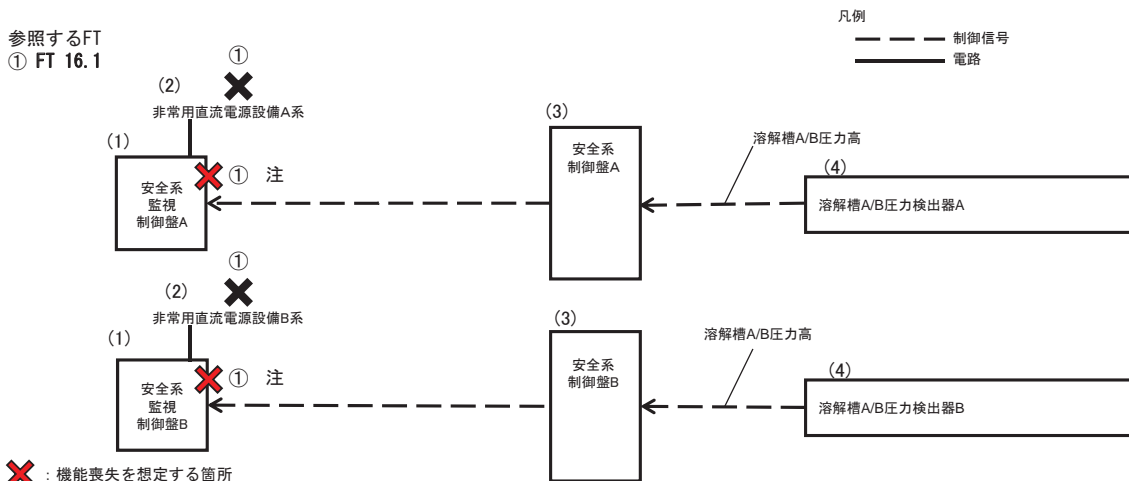 参照するFT
① FT 16.1
凡例
制御信号
電路
①
(2)
非常用直流電源設備A系
(1)
安全系
監視
制御盤A
① 注
(3)
安全系
制御盤A
溶解槽A/B圧力高
(4)
溶解槽A/B圧力検出器A
①
(2)
非常用直流電源設備B系
(1)
安全系
監視
制御盤B
① 注
(3)
安全系
制御盤B
溶解槽A/B圧力高
(4)
溶解槽A/B圧力検出器B
：機能喪失を想定する箇所